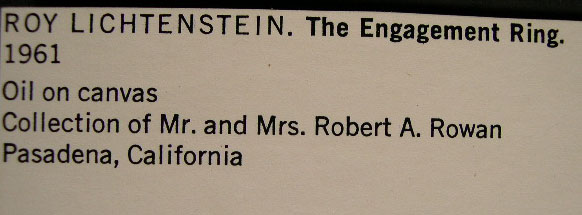 ROY LICHTENSTEIN. The Engagement Ring.
1961
Oil on canvas
Collection of Mr. and Mrs. Robert A. Rowan
Pasadena, California